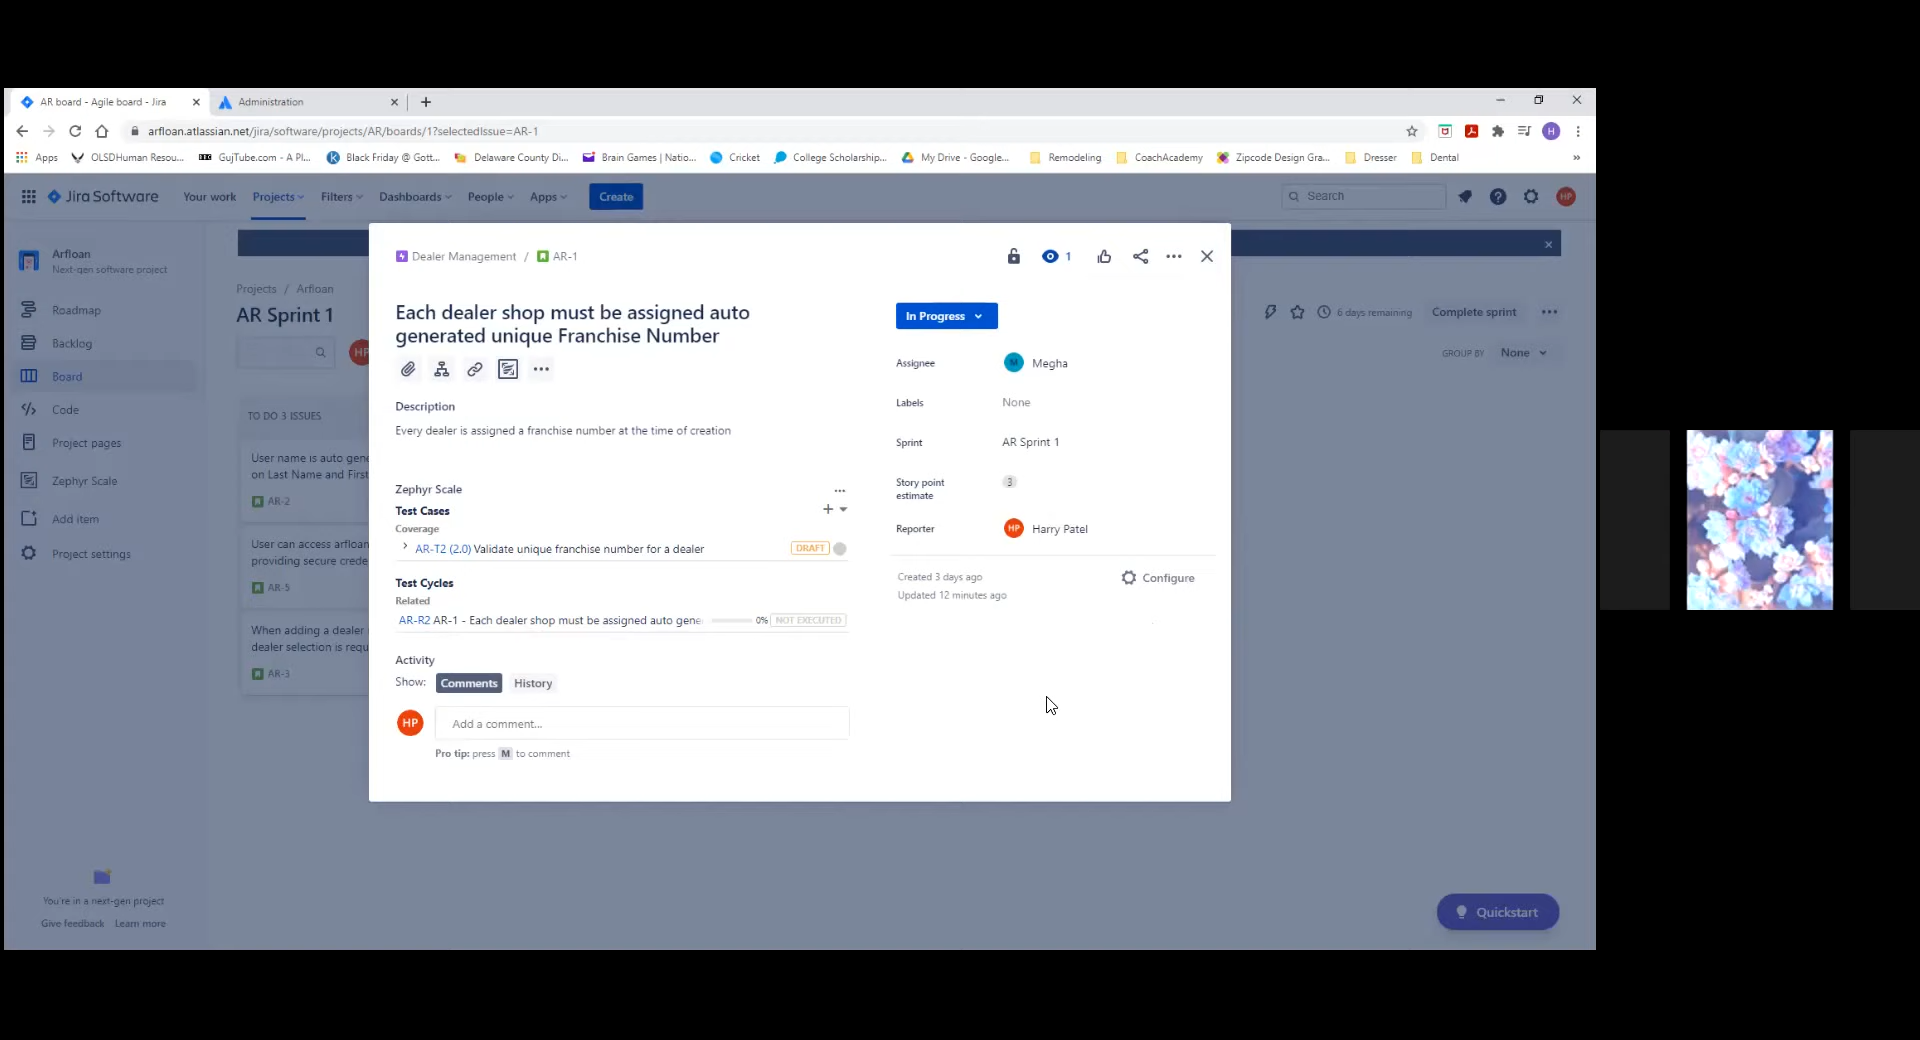 AR board - Agile board - Jira
Administration
arfloan.atlassian.net/jira/software/projects/AR/boards/1?selectedIssue=AR-1
H
Apps
OLSDHuman Resou...
GujTube.com - A Pl...
Black Friday @ Gott...
Delaware County Di...
Brain Games | Natio...
Cricket
College Scholarship...
My Drive - Google...
Remodeling
CoachAcademy
Zipcode Design Gra...
Dresser
Dental
»
Jira Software
Your work
Projects
Filters
Dashboards
People
Apps
Create
Search
HP
Arfloan
Next-gen software project
Roadmap
Backlog
Board
Code
Project pages
Zephyr Scale
Add item
Project settings
You're in a next-gen project
Give feedback
Learn more
Projects / Arfloan
AR Sprint 1
HP
6 days remaining
Complete sprint
GROUP BY
None
TO DO 3 ISSUES
User name is auto gene
on Last Name and First
AR-2
User can access arfloan
providing secure crede
AR-5
When adding a dealer
dealer selection is requ
AR-3
Dealer Management / AR-1
1
Each dealer shop must be assigned auto
generated unique Franchise Number
Description
Every dealer is assigned a franchise number at the time of creation
Zephyr Scale
Test Cases
Coverage
AR-T2 (2.0) Validate unique franchise number for a dealer
DRAFT
Test Cycles
Related
AR-R2 AR-1 - Each dealer shop must be assigned auto gene
0%
NOT EXECUTED
Activity
Show:
Comments
History
HP
Add a comment...
Pro tip: press M to comment
In Progress
Assignee
M
Megha
Labels
None
Sprint
AR Sprint 1
Story point
estimate
3
Reporter
HP
Harry Patel
Created 3 days ago
Updated 12 minutes ago
Configure
Quickstart